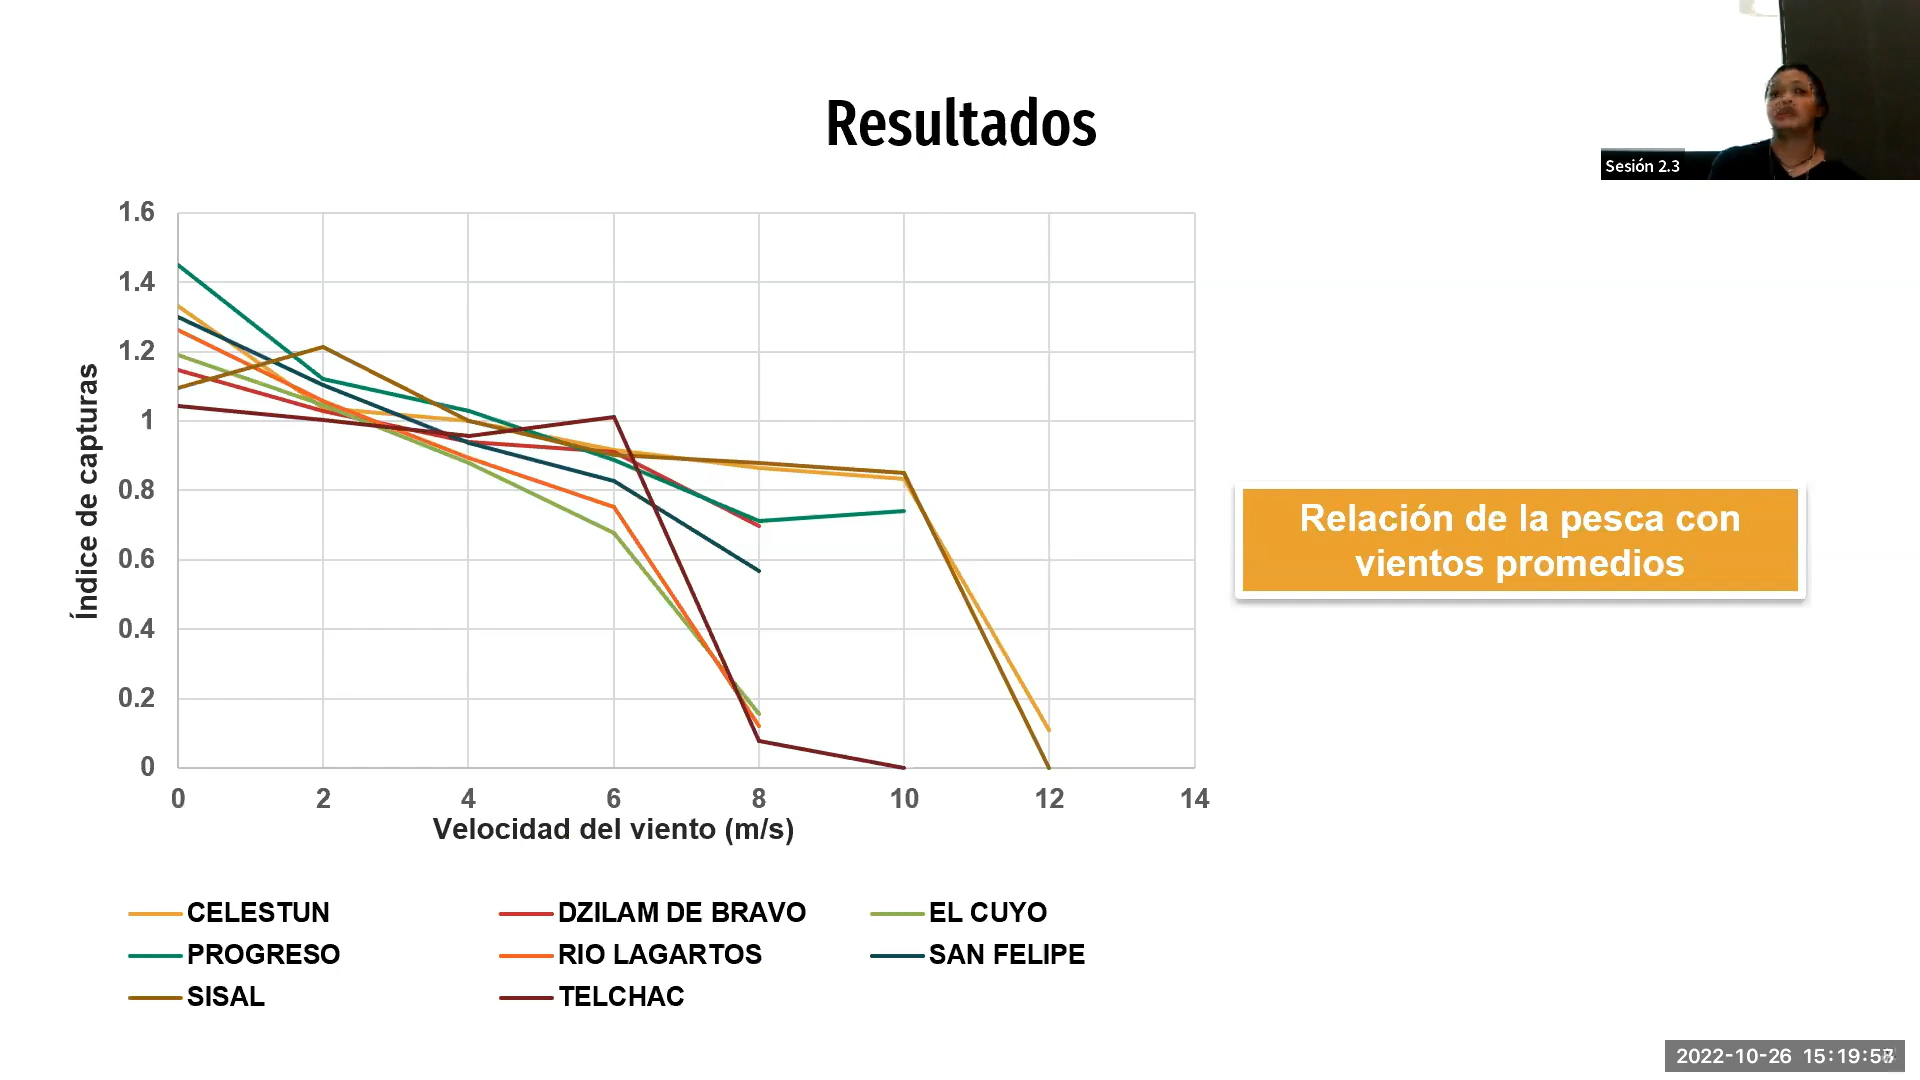 Resultados
Sesión 2.3
1.6
1.4
1.2
1
0.8
0.6
0.4
0.2
0
Índice de capturas
0 2 4 6 8 10 12 14
Velocidad del viento (m/s)
Relación de la pesca con
vientos promedios
CELESTUN DZILAM DE BRAVO EL CUYO
PROGRESO RIO LAGARTOS SAN FELIPE
SISAL TELCHAC
2022-10-26